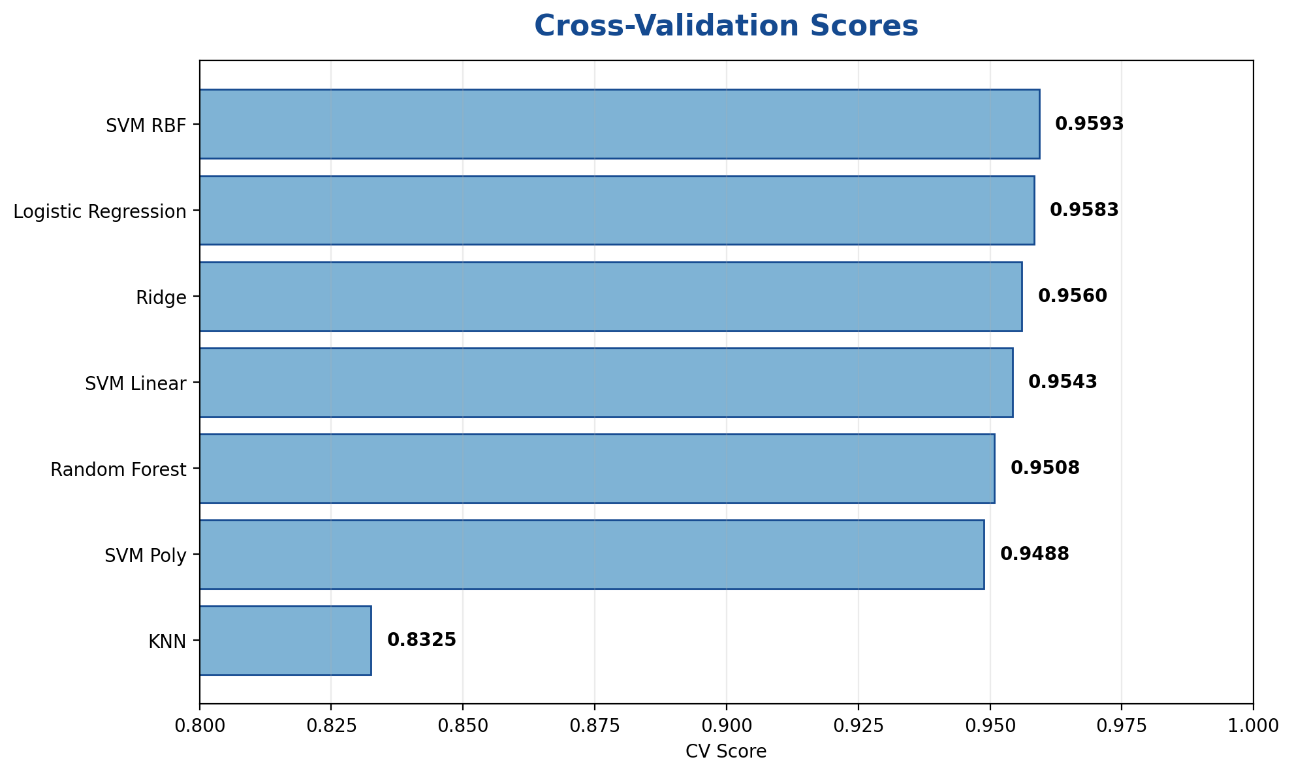 Cross-Validation Scores
SVM RBF
0.9593
Logistic Regression
0.9583
Ridge
0.9560
SVM Linear
0.9543
Random Forest
0.9508
SVM Poly
0.9488
KNN
0.8325
0.800 0.825 0.850 0.875 0.900 0.925 0.950 0.975 1.000
CV Score